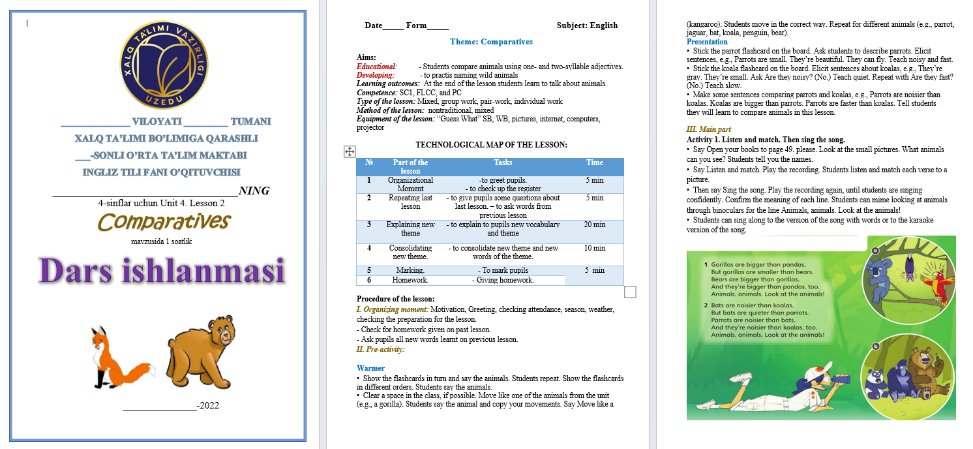 XALQ TA'LIMI VAZIRLIGI
UZEDU
______________ VILOYATI _________ TUMANI
XALQ TA'LIMI BO'LIMIGA QARASHLI
___-SONLI O'RTA TA'LIM MAKTABI
INGLIZ TILI FANI O'QITUVCHISI
______________________________NING
4-sinflar uchun Unit 4. Lesson 2
Comparatives
mavzusida 1 soatlik
Dars ishlanmasi
________________-2022
Date_____ Form_____ Subject: English
Theme: Comparatives
Aims:
Educational: - Students compare animals using one- and two-syllable adjectives.
Developing: - to practis naming wild animals
Learning outcomes: At the end of the lesson students learn to talk about animals.
Competence: SC1, FLCC, and PC
Type of the lesson: Mixed, group work, pair-work, individual work
Method of the lesson: nontraditional, mixed
Equipment of the lesson: "Guess What" SB, WB, pictures, internet, computers,
projector
TECHNOLOGICAL MAP OF THE LESSON:
№ Part of the lesson Tasks Time
1 Organizational Moment -to greet pupils. - to check up the register 5 min
2 Repeating last lesson - to give pupils some questions about last lesson. – to ask words from previous lesson 5 min
3 Explaining new theme - to explain to pupils new vocabulary and theme 20 min
4 Consolidating new theme. - to consolidate new theme and new words of the theme. 10 min
5 Marking. - To mark pupils 5 min
6 Homework. - Giving homework.
Procedure of the lesson:
I. Organizing moment: Motivation, Greeting, checking attendance, season, weather,
checking the preparation for the lesson.
- Check for homework given on past lesson.
- Ask pupils all new words learnt on previous lesson.
II. Pre-activity:
Warmer
• Show the flashcards in turn and say the animals. Students repeat. Show the flashcards
in different orders. Students say the animals.
• Clear a space in the class, if possible. Move like one of the animals from the unit
(e.g., a gorilla). Students say the animal and copy your movements. Say Move like a
(kangaroo). Students move in the correct way. Repeat for different animals (e.g., parrot,
jaguar, bat, koala, penguin, bear).
Presentation
• Stick the parrot flashcard on the board. Ask students to describe parrots. Elicit
sentences, e.g., Parrots are small. They're beautiful. They can fly. Teach noisy and fast.
• Stick the koala flashcard on the board. Elicit sentences about koalas, e.g., They're
gray. They're small. Ask Are they noisy? (No.) Teach quiet. Repeat with Are they fast?
(No.) Teach slow.
• Make some sentences comparing parrots and koalas, e.g., Parrots are noisier than
koalas. Koalas are bigger than parrots. Parrots are faster than koalas. Tell students
they will learn to compare animals in this lesson.
III. Main part
Activity 1. Listen and match. Then sing the song.
• Say Open your books to page 49, please. Look at the small pictures. What animals
can you see? Students tell you the names.
• Say Listen and match. Play the recording. Students listen and match each verse to a
picture.
• Then say Sing the song. Play the recording again, until students are singing
confidently. Confirm the meaning of each line. Students can mime looking at animals
through binoculars for the line Animals, animals. Look at the animals!
• Students can sing along to the version of the song with words or to the karaoke
version of the song.
1 Gorillas are bigger than pandas,
But gorillas are smaller than bears.
Bears are bigger than gorillas,
And they're bigger than pandas, too.
Animals, animals. Look at the animals!
2 Bats are noisier than koalas,
But bats are quieter than parrots.
Parrots are noisier than bats,
And they're noisier than koalas, too.
Animals, animals. Look at the animals!
a
b